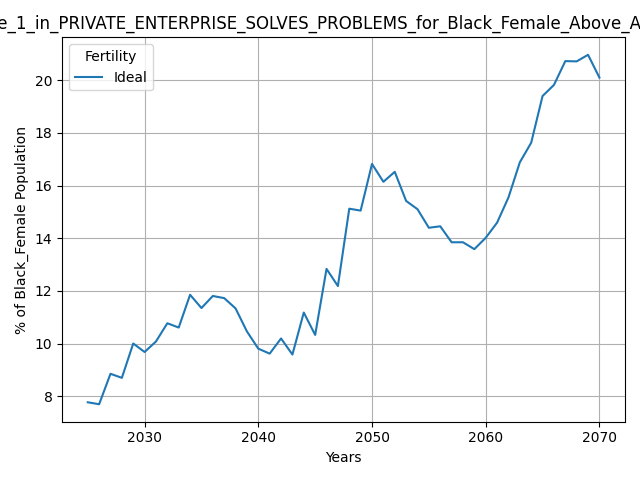 e_1_in_PRIVATE_ENTERPRISE_SOLVES_PROBLEMS_for_Black_Female_Above_A
Fertility
Ideal
% of Black_Female Population
20
18
16
14
12
10
8
2030 2040 2050 2060 2070
Years